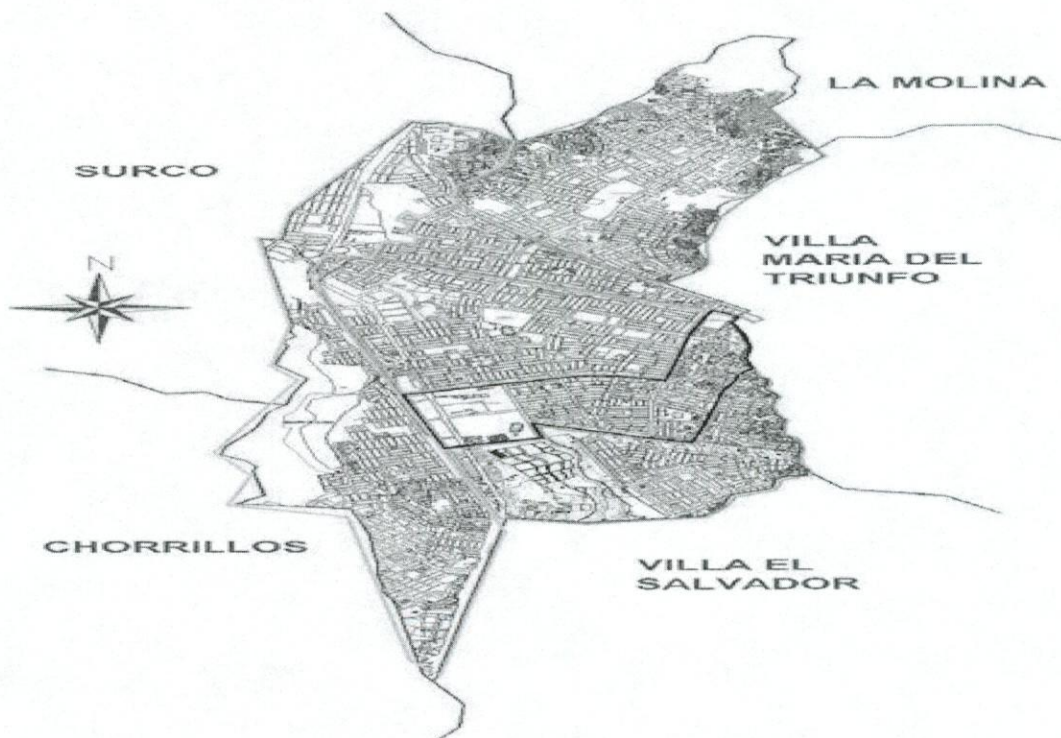 LA MOLINA
SURCO
VILLA
MARIA DEL
TRIUNFO
N
CHORRILLOS
VILLA EL
SALVADOR